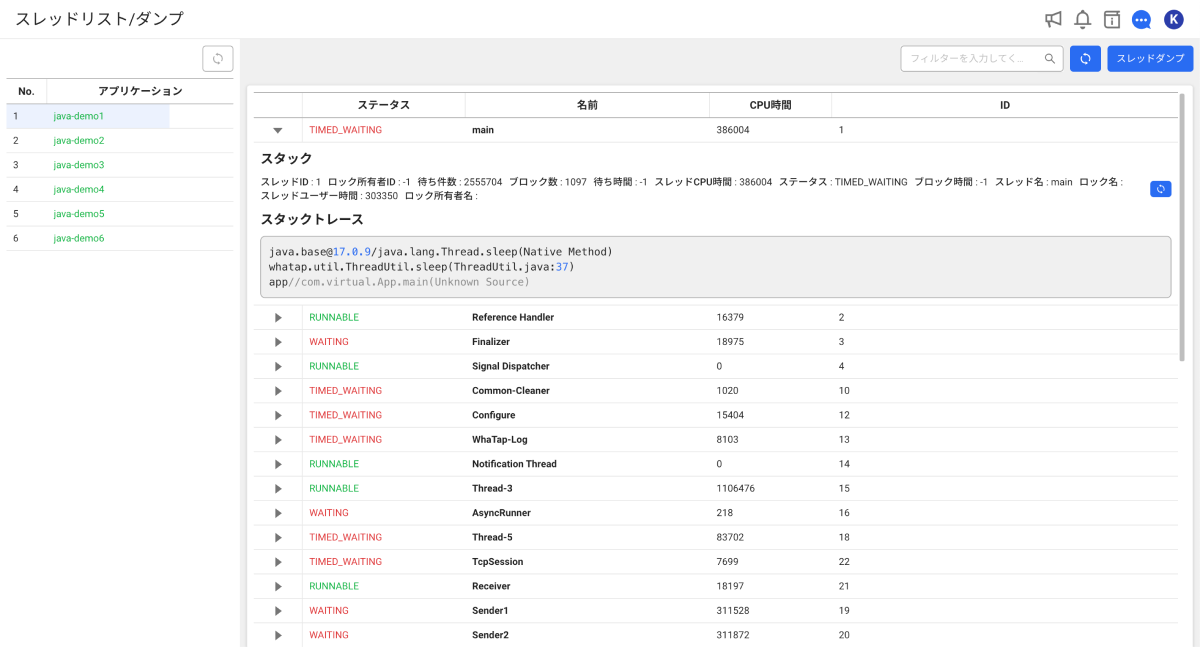 スレッドリスト/ダンプ
K
フィルターを入力してく...
スレッドダンプ
No. アプリケーション
1 java-demo1
2 java-demo2
3 java-demo3
4 java-demo4
5 java-demo5
6 java-demo6
ステータス 名前 CPU時間 ID
TIMED_WAITING main 386004 1
スタック
スレッドID : 1 ロック所有者ID : -1 待ち件数 : 2555704 ブロック数 : 1097 待ち時間 : -1 スレッドCPU時間 : 386004 ステータス : TIMED_WAITING ブロック時間 : -1 スレッド名 : main ロック名 :
スレッドユーザー時間 : 303350 ロック所有者名 :
スタックトレース
java.base@17.0.9/java.lang.Thread.sleep(Native Method)
whatap.util.ThreadUtil.sleep(ThreadUtil.java:37)
app//com.virtual.App.main(Unknown Source)
RUNNABLE Reference Handler 16379 2
WAITING Finalizer 18975 3
RUNNABLE Signal Dispatcher 0 4
TIMED_WAITING Common-Cleaner 1020 10
TIMED_WAITING Configure 15404 12
TIMED_WAITING WhaTap-Log 8103 13
RUNNABLE Notification Thread 0 14
RUNNABLE Thread-3 1106476 15
WAITING AsyncRunner 218 16
TIMED_WAITING Thread-5 83702 18
TIMED_WAITING TcpSession 7699 22
RUNNABLE Receiver 18197 21
WAITING Sender1 311528 19
WAITING Sender2 311872 20